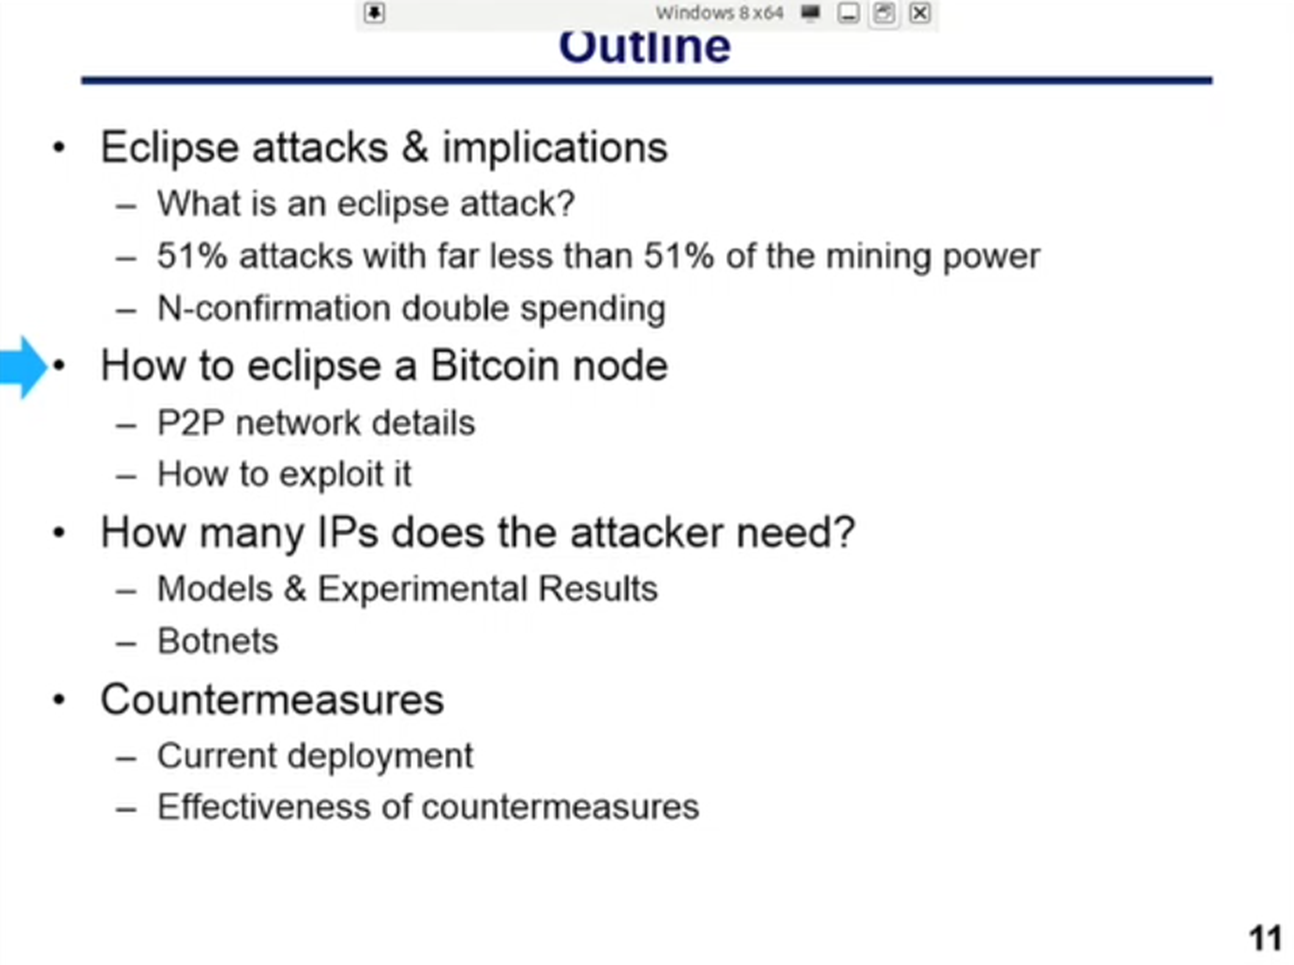 Windows 8 x64
Outline
• Eclipse attacks & implications
– What is an eclipse attack?
– 51% attacks with far less than 51% of the mining power
– N-confirmation double spending
• How to eclipse a Bitcoin node
– P2P network details
– How to exploit it
• How many IPs does the attacker need?
– Models & Experimental Results
– Botnets
• Countermeasures
– Current deployment
– Effectiveness of countermeasures
11